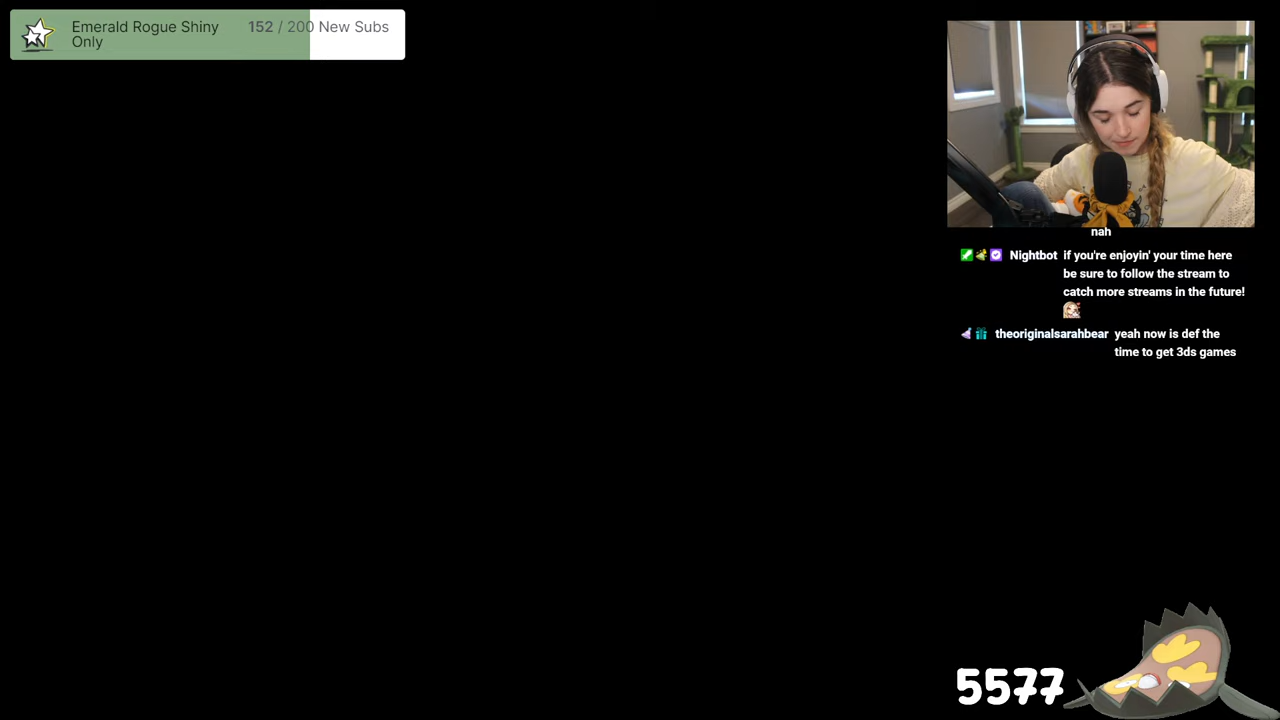 Emerald Rogue Shiny Only
152 / 200 New Subs
nah
Nightbot if you're enjoyin' your time here
be sure to follow the stream to
catch more streams in the future!
theoriginalsarahbear yeah now is def the
time to get 3ds games
5577